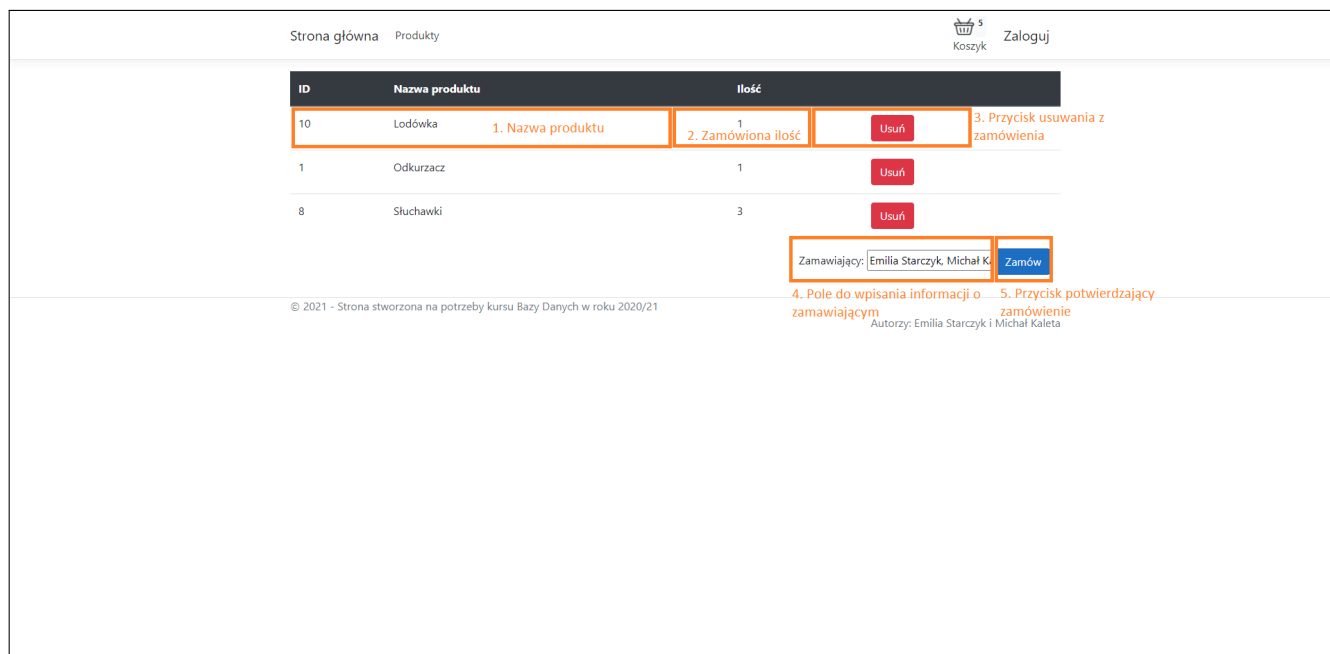 Strona główna Produkty 5 Koszyk Zaloguj
ID Nazwa produktu Ilość
10 Lodówka 1. Nazwa produktu 1 2. Zamówiona ilość Usuń 3. Przycisk usuwania z
zamówienia
1 Odkurzacz 1 Usuń
8 Słuchawki 3 Usuń
Zamawiający: Emilia Starczyk, Michał Ka Zamów
4. Pole do wpisania informacji o
zamawiającym
5. Przycisk potwierdzający
zamówienie
© 2021 - Strona stworzona na potrzeby kursu Bazy Danych w roku 2020/21
Autorzy: Emilia Starczyk i Michał Kaleta